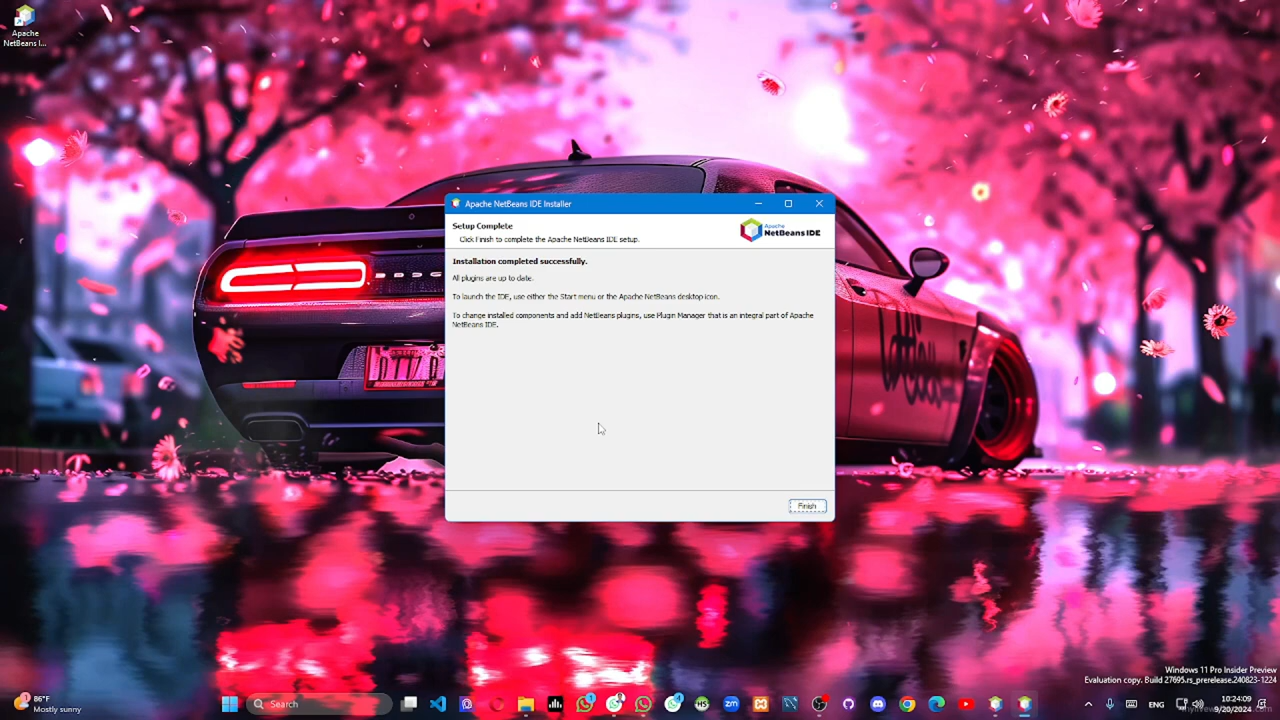 Apache
NetBeans I...
Apache NetBeans IDE Installer
Setup Complete
Click Finish to complete the Apache NetBeans IDE setup.
Apache
NetBeans IDE
Installation completed successfully.
All plugins are up to date.
To launch the IDE, use either the Start menu or the Apache NetBeans desktop icon.
To change installed components and add NetBeans plugins, use Plugin Manager that is an integral part of Apache
NetBeans IDE.
Finish
DODGE
Windows 11 Pro Insider Preview
Evaluation copy. Build 27695.rs_prerelease.240823-1224
86°F
Mostly sunny
Search
ENG
10:24:09
9/20/2024